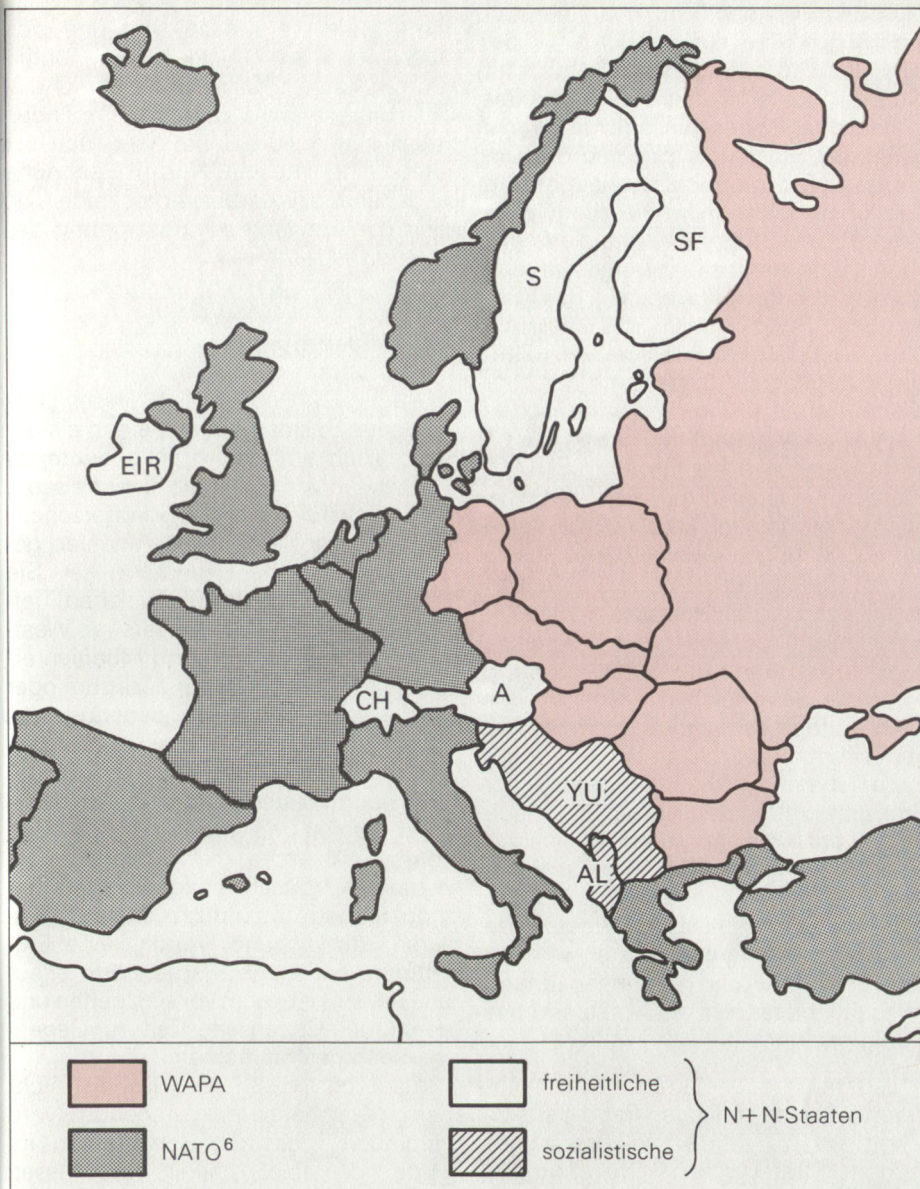 SF
S
EIR
CH
A
YU
AL
WAPA
freiheitliche
N+N-Staaten
NATO⁶
sozialistische